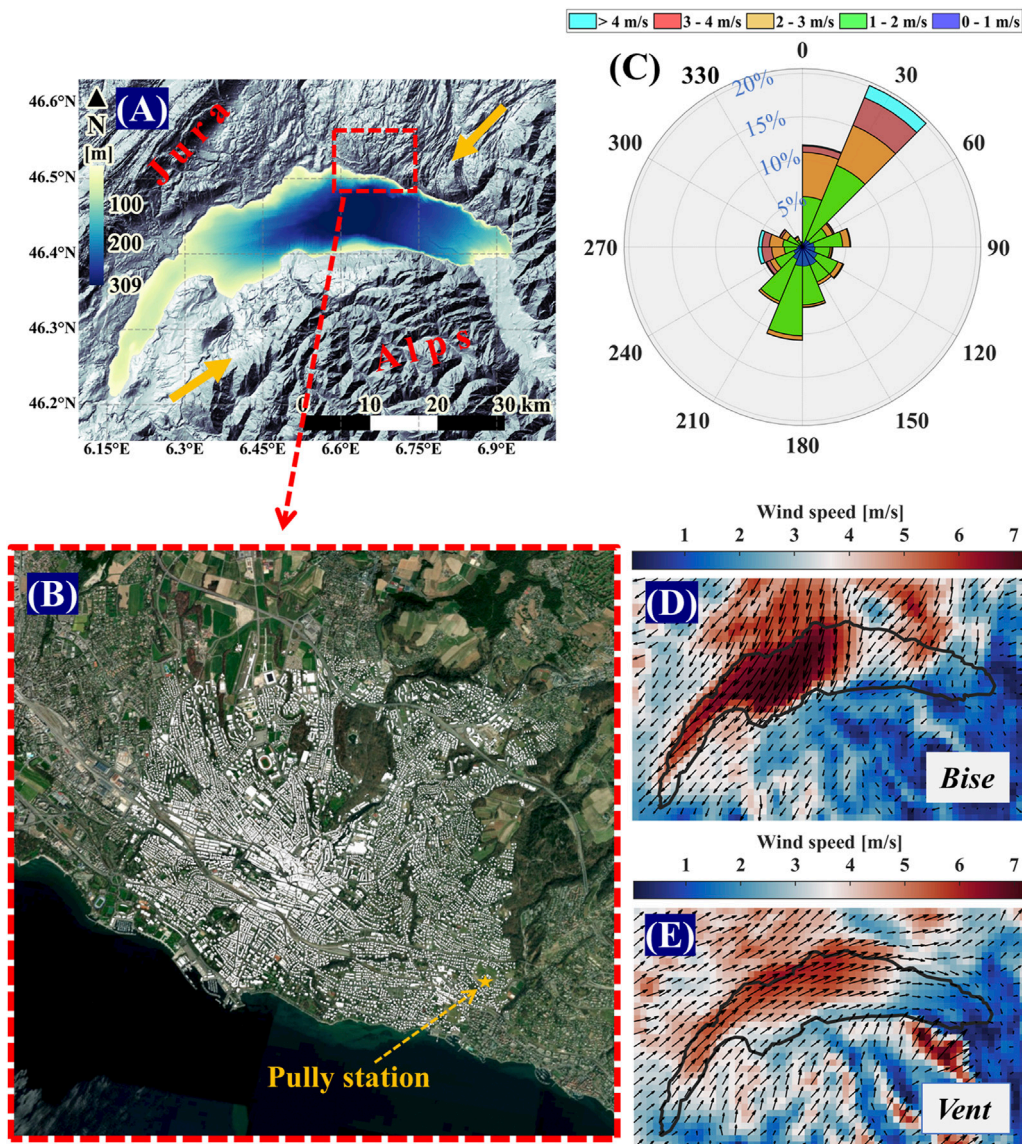 > 4 m/s 3 - 4 m/s 2 - 3 m/s 1 - 2 m/s 0 - 1 m/s
(A)
46.6°N
46.5°N
46.4°N
46.3°N
46.2°N
N
[m]
100
200
309
Jura
Alps
0 10 20 30 km
6.15°E 6.3°E 6.45°E 6.6°E 6.75°E 6.9°E
(C)
0
30
60
90
120
150
180
210
240
270
300
330
20%
15%
10%
5%
(B)
Pully station
Wind speed [m/s]
1 2 3 4 5 6 7
(D)
Bise
Wind speed [m/s]
1 2 3 4 5 6 7
(E)
Vent